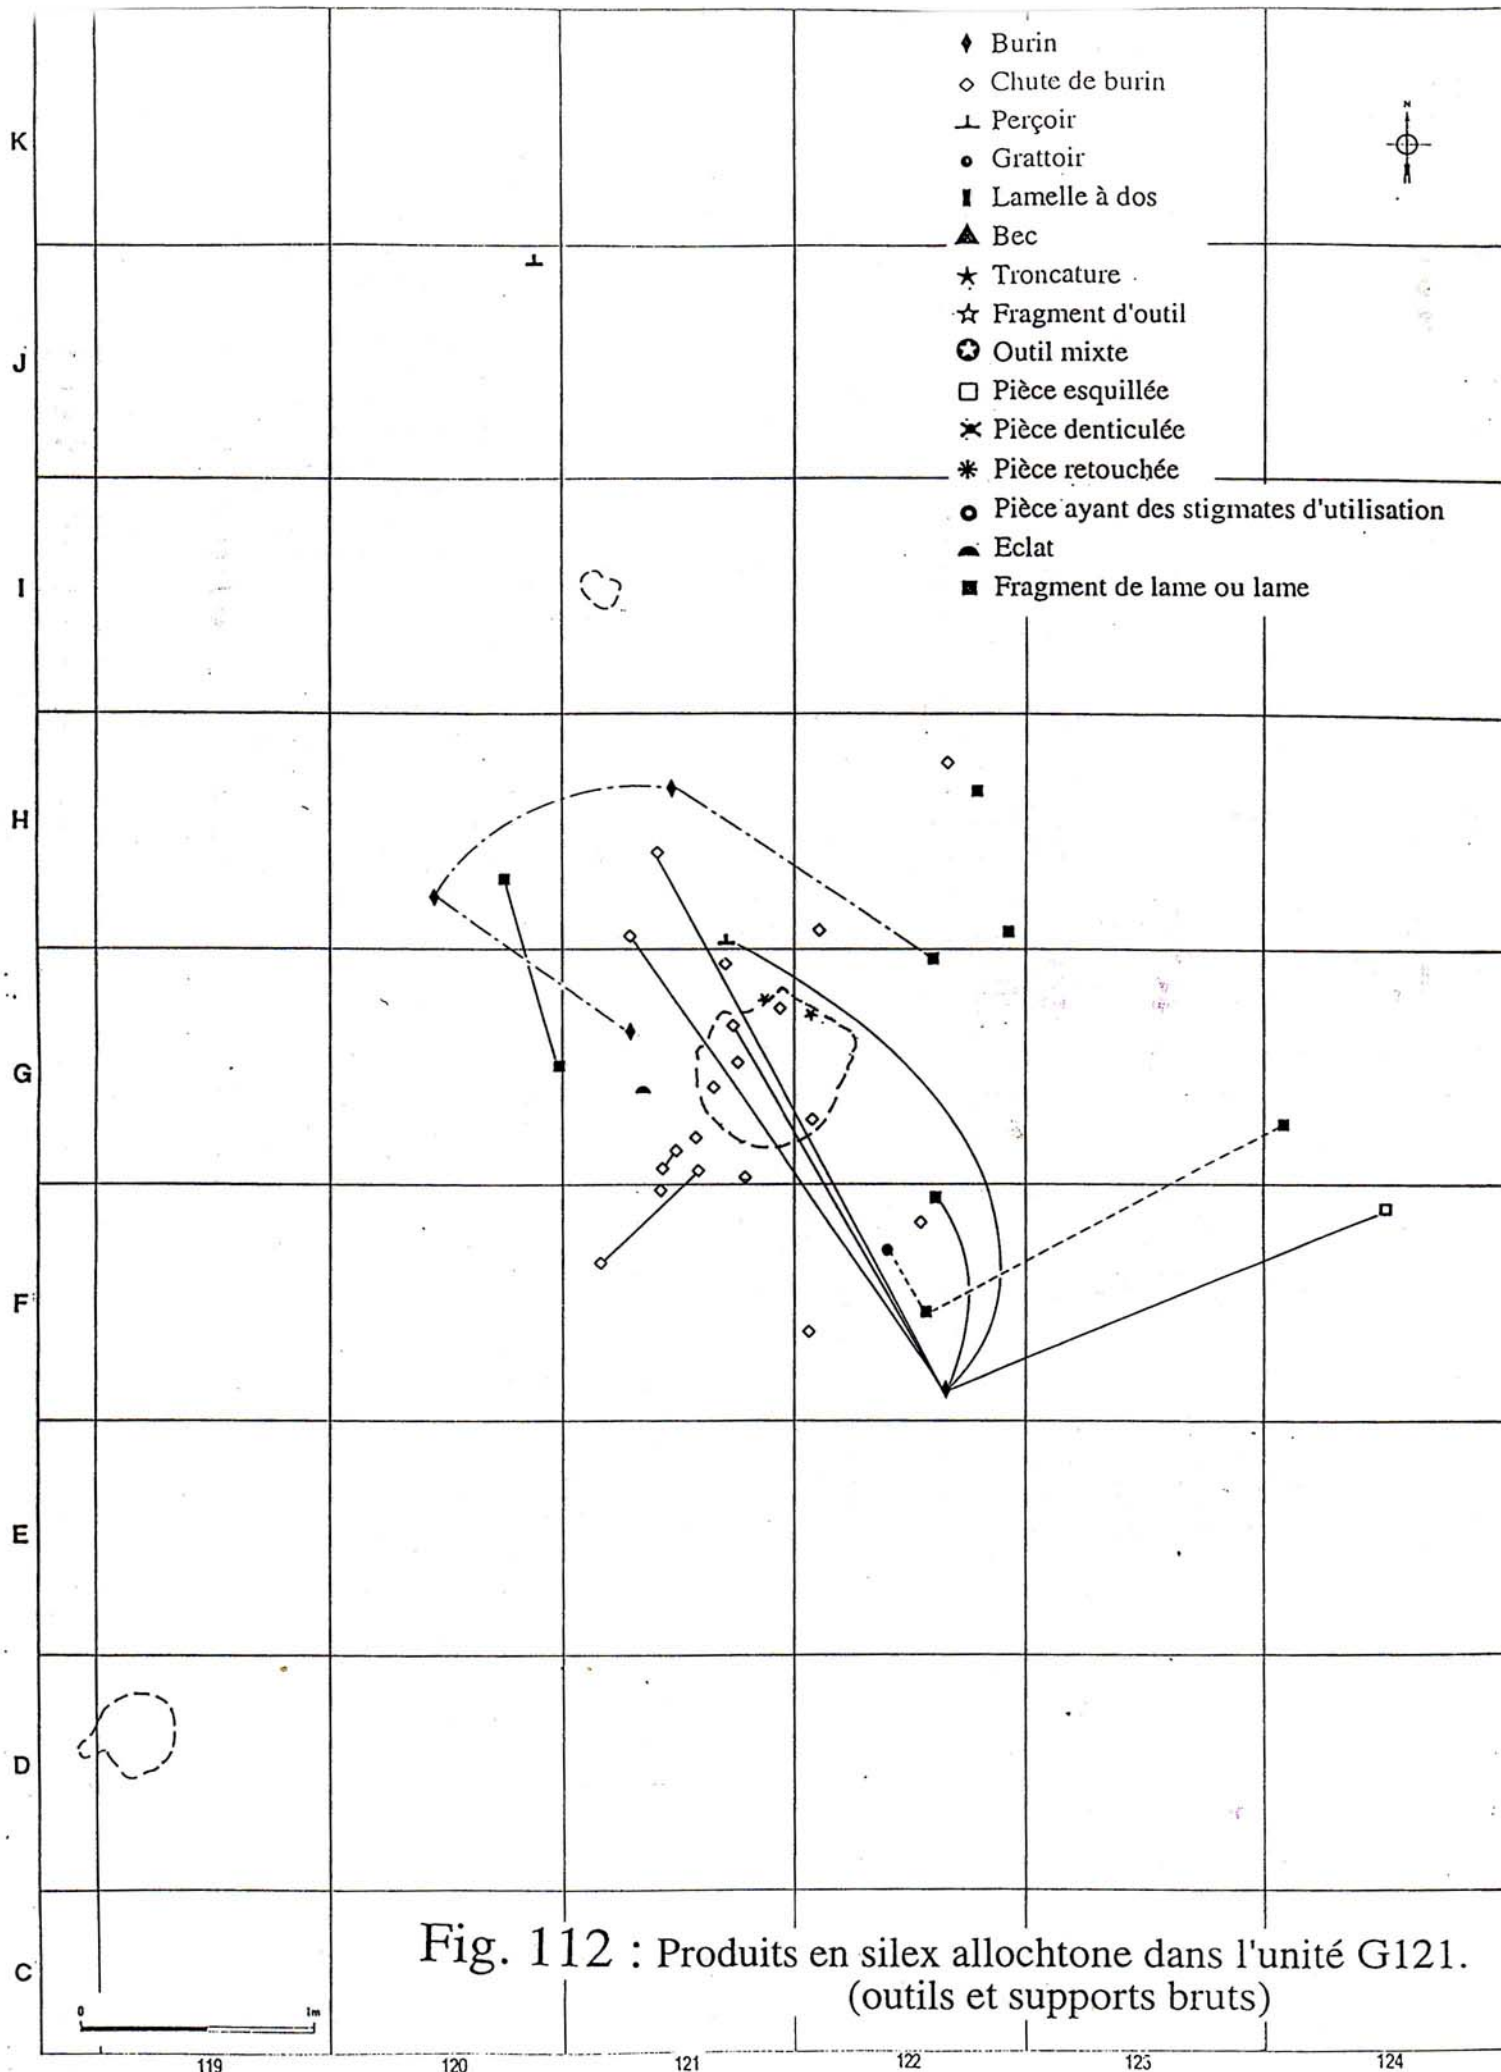 Burin
Chute de burin
Perçoir
Grattoir
Lamelle à dos
Bec
Troncature
Fragment d'outil
Outil mixte
Pièce esquillée
Pièce denticulée
Pièce retouchée
Pièce ayant des stigmates d'utilisation
Eclat
Fragment de lame ou lame
N
K
J
I
H
G
F
E
D
C
Fig. 112 : Produits en silex allochtone dans l'unité G121.
(outils et supports bruts)
0 1m
119 120 121 122 123 124